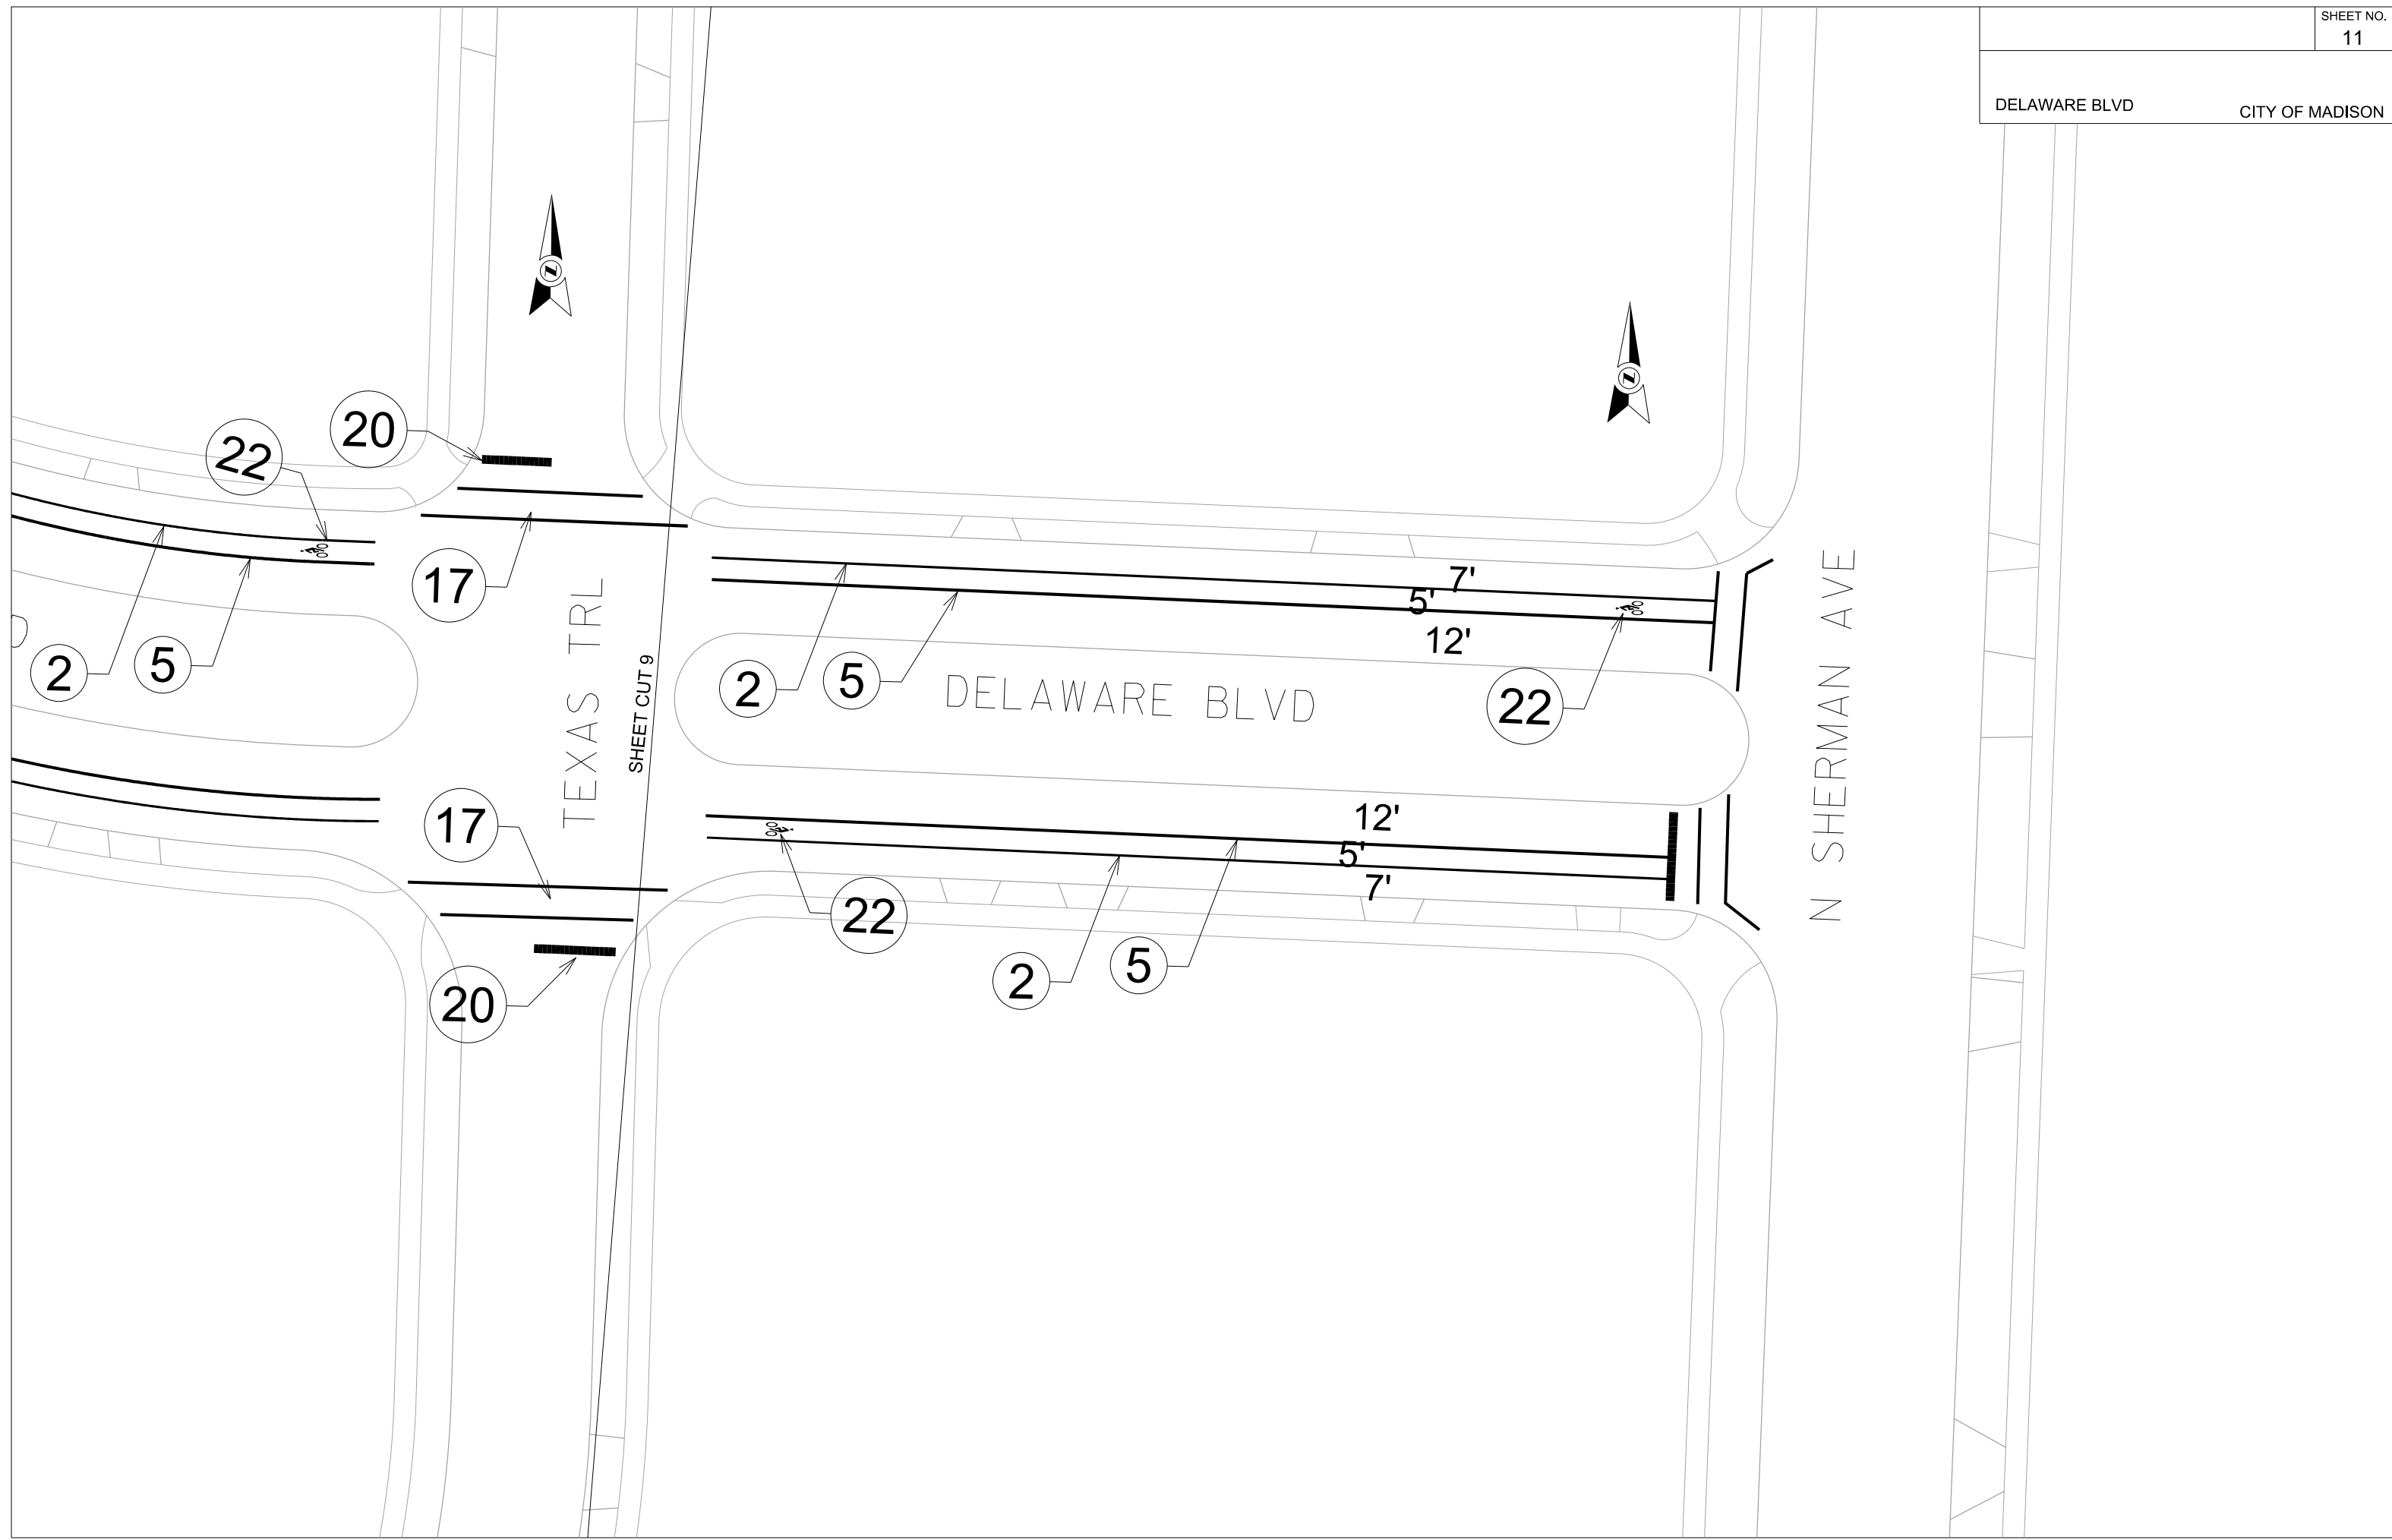 SHEET NO.
11
DELAWARE BLVD
CITY OF MADISON
N
N
20
22
17
2
5
TEXAS TRL
SHEET CUT 9
7'
5'
12'
2
5
DELAWARE BLVD
22
N SHERMAN AVE
12'
5'
7'
17
22
2
5
20